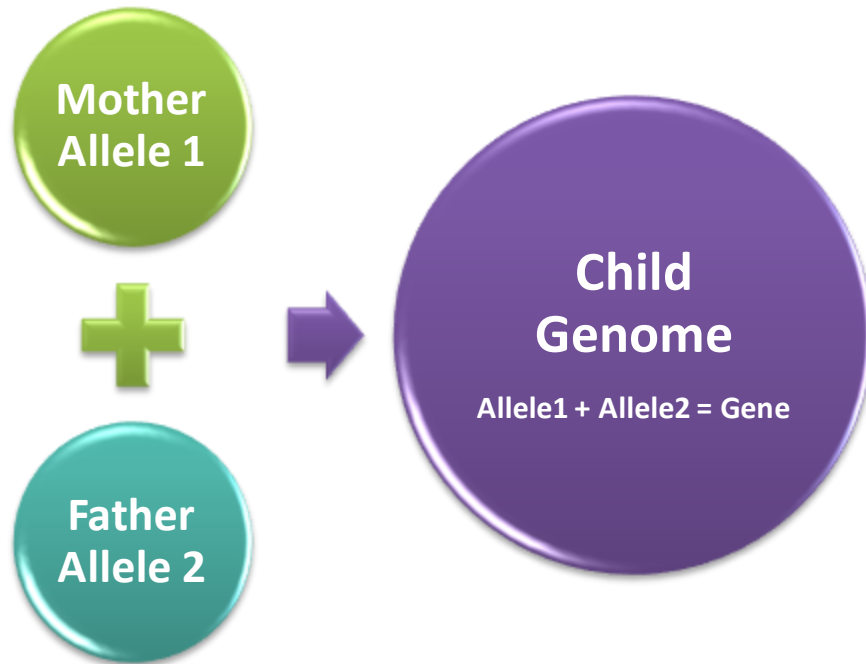 Mother
Allele 1
Father
Allele 2
Child
Genome
Allele1 + Allele2 = Gene